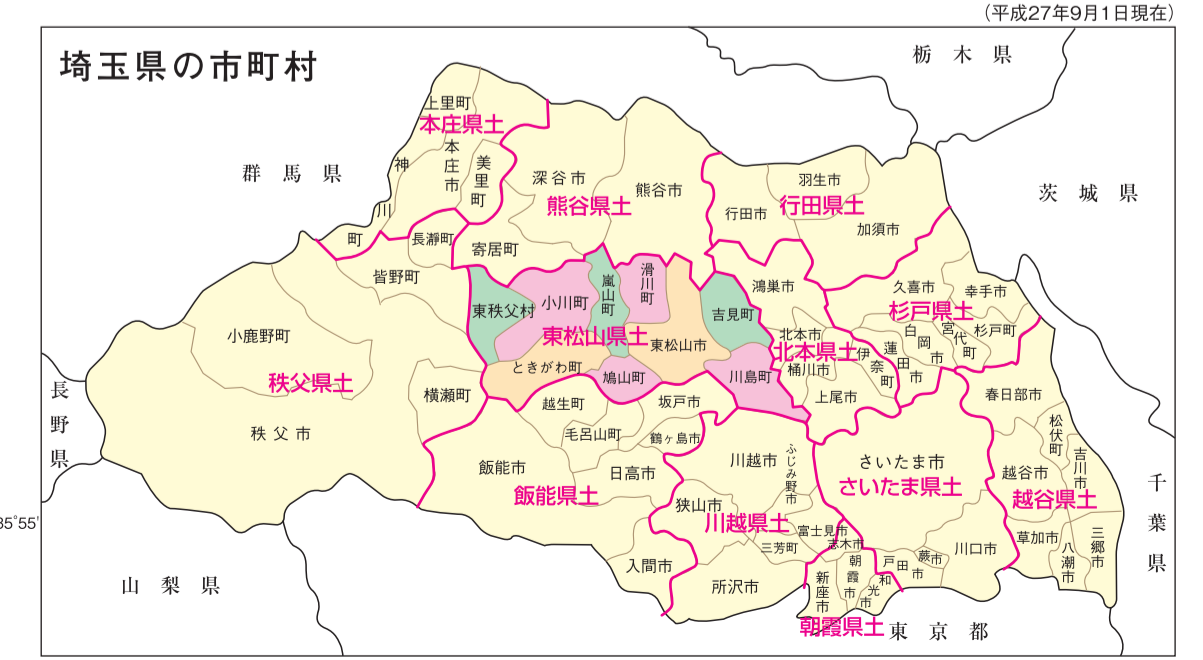 (平成27年9月1日現在)
埼玉県の市町村
栃木県
群馬県
茨城県
長野県
山梨県
東京都
千葉県
35°55'
上里町
本庄県土
本庄市
美里町
神川町
長瀞町
皆野町
寄居町
深谷市
熊谷市
熊谷県土
行田市
羽生市
行田県土
加須市
小鹿野町
秩父県土
秩父市
横瀬町
東秩父村
小川町
嵐山町
滑川町
吉見町
東松山県土
東松山市
ときがわ町
鳩山町
川島町
鴻巣市
北本市
北本県土
桶川市
伊奈町
上尾市
久喜市
幸手市
杉戸県土
白岡市
宮代町
杉戸町
蓮田市
越生町
毛呂山町
坂戸市
鶴ヶ島市
飯能市
日高市
飯能県土
入間市
川越市
ふじみ野市
狭山市
川越県土
富士見市
三芳町
所沢市
志木市
朝霞市
新座市
和光市
朝霞県土
さいたま市
さいたま県土
戸田市
蕨市
川口市
春日部市
松伏町
吉川市
越谷市
越谷県土
草加市
八潮市
三郷市